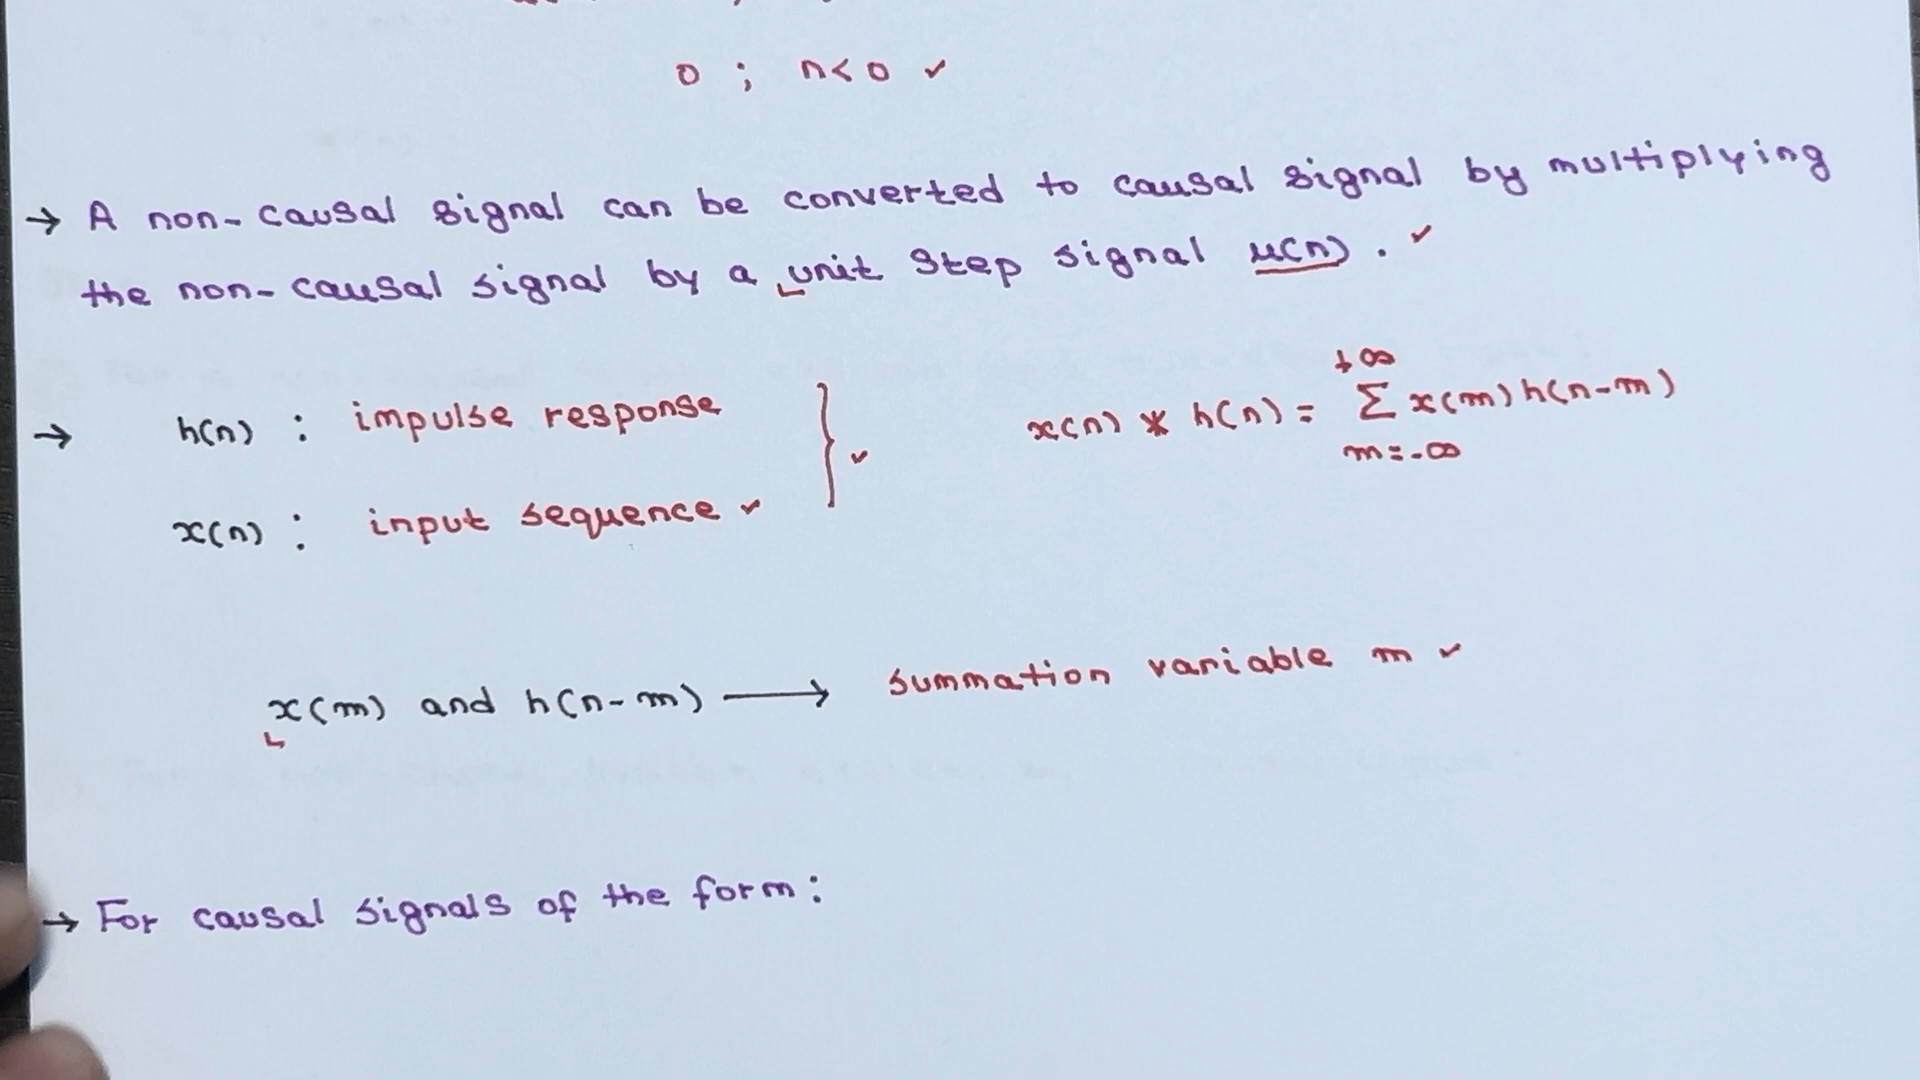 0 ; n<0 ✓
→ A non-causal signal can be converted to causal signal by multiplying
the non-causal signal by a unit step signal u(n). ✓
→ h(n) : impulse response
x(n) * h(n) = +∞ Σ m=-∞ x(m) h(n-m)
x(n) : input sequence ✓
x(m) and h(n-m) ⟶ summation variable m ✓
→ For causal signals of the form: